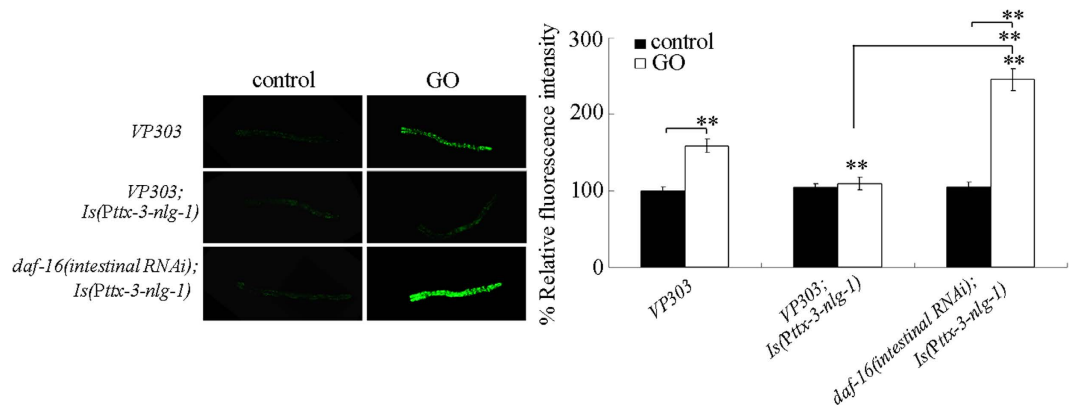 control GO
VP303
VP303;
Is(Pttx-3-nlg-1)
daf-16(intestinal RNAi);
Is(Pttx-3-nlg-1)
% Relative fluorescence intensity
300
200
100
0
control
GO
**
**
**
**
**
VP303
VP303;
Is(Pttx-3-nlg-1)
daf-16(intestinal RNAi);
Is(Pttx-3-nlg-1)